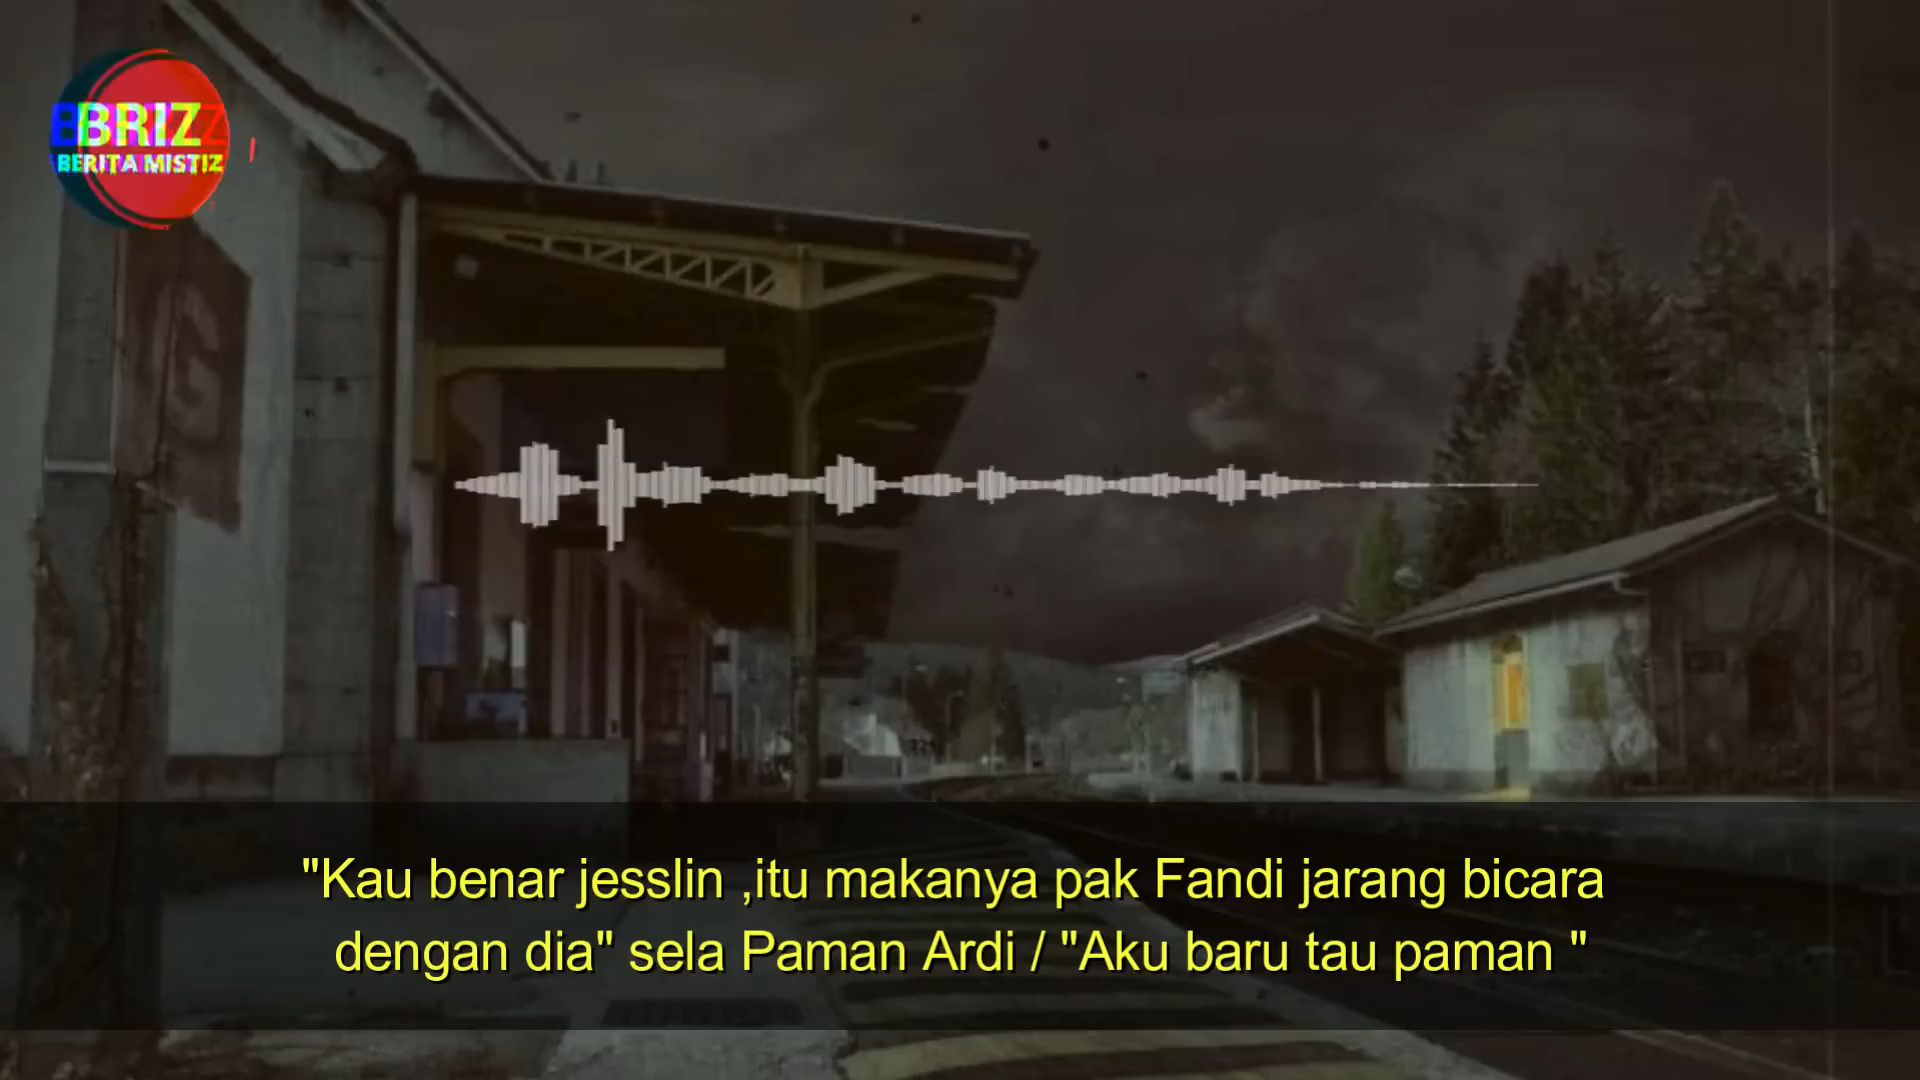 BRIZ
BERITA MISTIZ
"Kau benar jesslin ,itu makanya pak Fandi jarang bicara
dengan dia" sela Paman Ardi / "Aku baru tau paman "